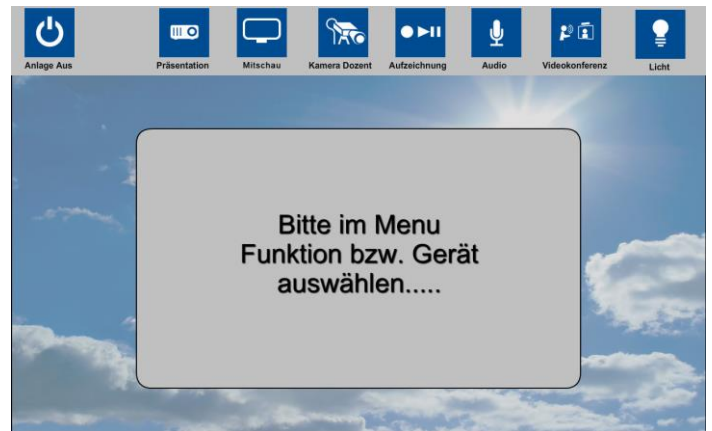 Anlage Aus
Präsentation
Mitschau
Kamera Dozent
Aufzeichnung
Audio
Videokonferenz
Licht
Bitte im Menu
Funktion bzw. Gerät
auswählen.....